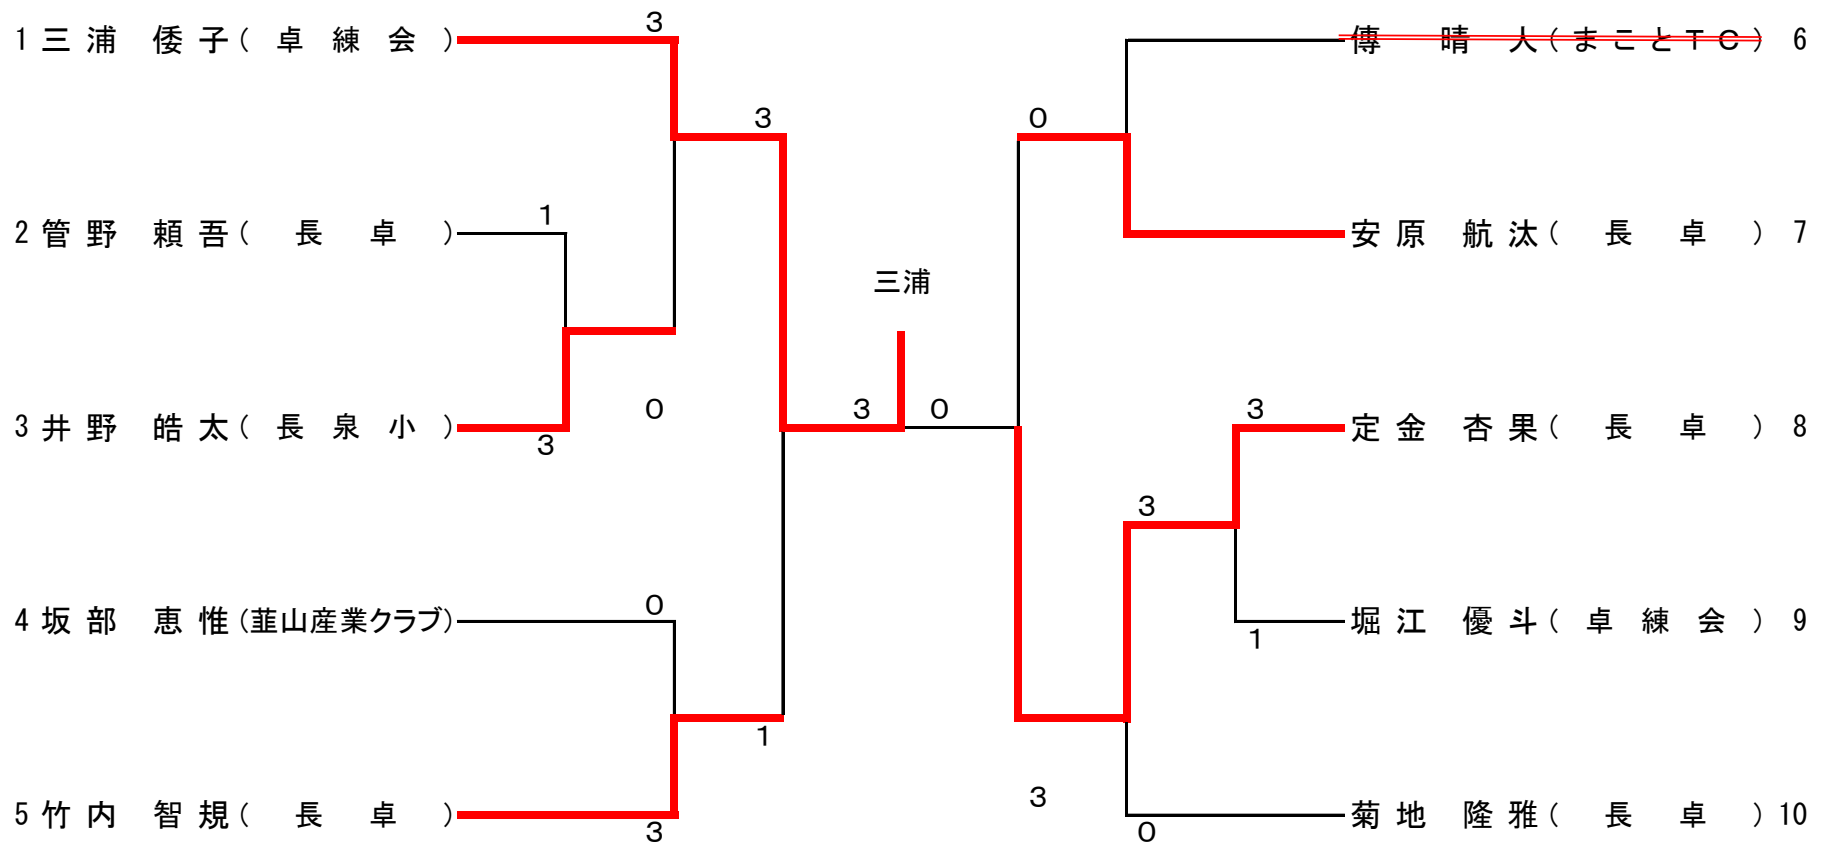 1 三浦 倭子(卓練会)
3
2 管野 頼吾(長卓)
1
3 井野 皓太(長泉小)
3
0
4 坂部 恵惟(韮山産業クラブ)
0
5 竹内 智規(長卓)
3
3
1
三浦
3 0
傳 晴人(まことTC) 6
0
安原 航汰(長卓) 7
定金 杏果(長卓) 8
3
3
堀江 優斗(卓練会) 9
1
3
菊地 隆雅(長卓) 10
0